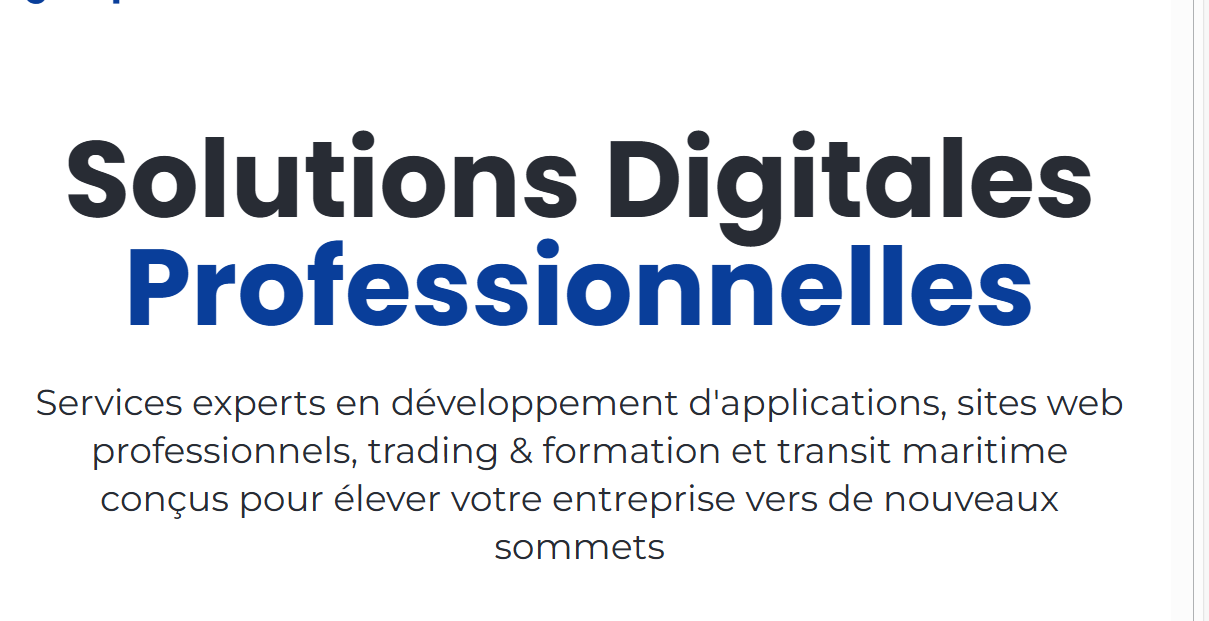 Solutions Digitales
Professionnelles
Services experts en développement d'applications, sites web
professionnels, trading & formation et transit maritime
conçus pour élever votre entreprise vers de nouveaux
sommets